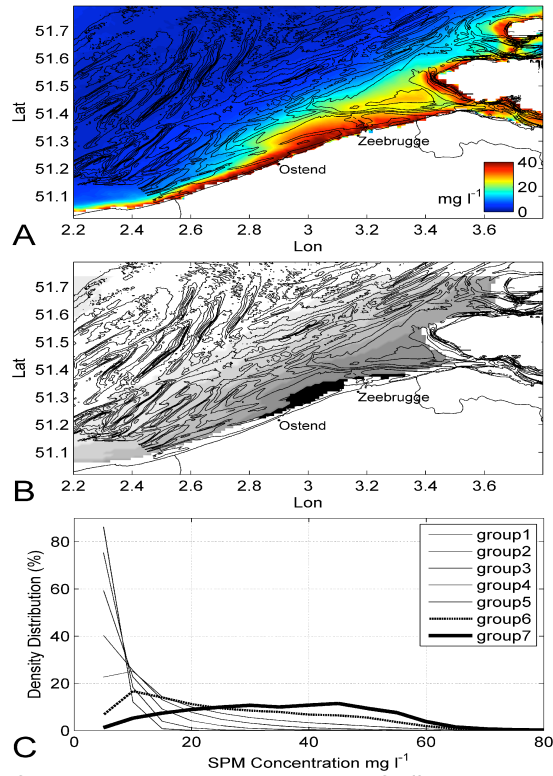 51.7
51.6
51.5
51.4
51.3
51.2
51.1
Lat
Zeebrugge
Ostend
40
20
0
mg l-1
A
2.2 2.4 2.6 2.8 3 3.2 3.4 3.6 3.8
Lon
51.7
51.6
51.5
51.4
51.3
51.2
51.1
Lat
Zeebrugge
Ostend
B
2.2 2.4 2.6 2.8 3 3.2 3.4 3.6 3.8
Lon
80
60
40
20
0
Density Distribution (%)
group1
group2
group3
group4
group5
group6
group7
C
0 20 40 60 80
SPM Concentration mg l-1